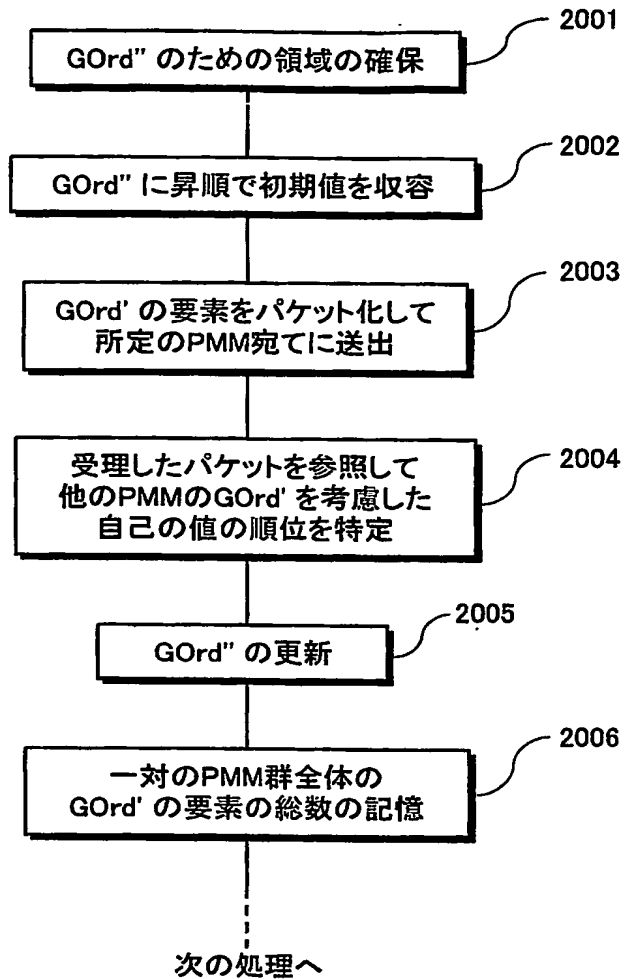 2001
GOrd" のための領域の確保
2002
GOrd" に昇順で初期値を収容
2003
GOrd' の要素をパケット化して
所定のPMM宛てに送出
2004
受理したパケットを参照して
他のPMMのGOrd' を考慮した
自己の値の順位を特定
2005
GOrd" の更新
2006
一対のPMM群全体の
GOrd' の要素の総数の記憶
次の処理へ